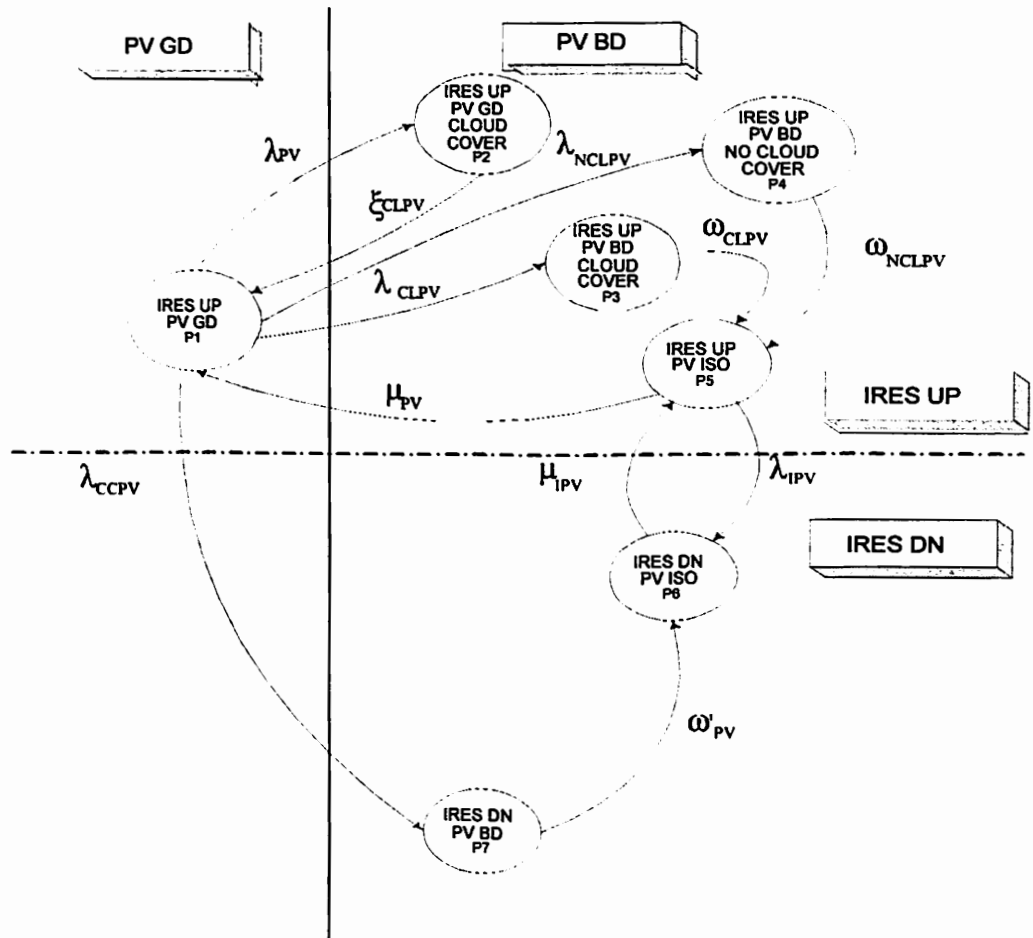 PV GD
PV BD
IRES UP
PV GD
CLOUD
COVER
P2
IRES UP
PV BD
NO CLOUD
COVER
P4
λPV
λNCLPV
ξCLPV
IRES UP
PV BD
CLOUD
COVER
P3
ωCLPV
ωNCLPV
λCLPV
IRES UP
PV GD
P1
IRES UP
PV ISO
P5
μPV
IRES UP
λCCPV
μIPV
λIPV
IRES DN
IRES DN
PV ISO
P6
ω'PV
IRES DN
PV BD
P7